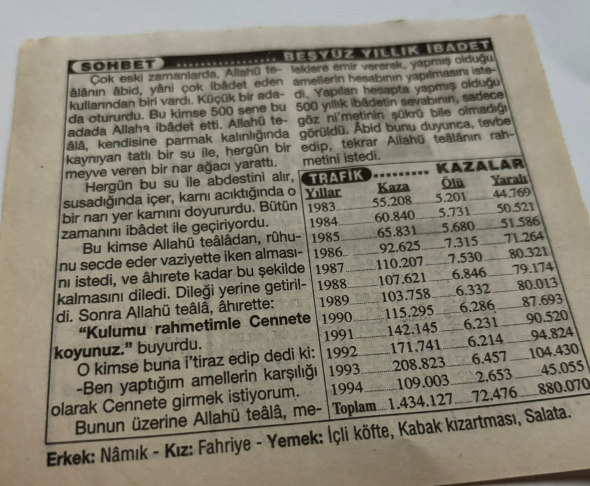 SOHBET ........ BEŞYÜZ YILLIK İBADET
Çok eski zamanlarda, Allahü te-
âlânın âbid, yâni çok ibâdet eden
kullarından biri vardı. Küçük bir ada-
da otururdu. Bu kimse 500 sene bu
adada Allaha ibâdet etti. Allahü te-
âlâ, kendisine parmak kalınlığında
kaynıyan tatlı bir su ile, hergün bir
meyve veren bir nar ağacı yarattı.
Hergün bu su ile abdestini alır,
susadığında içer, karnı acıktığında o
bir narı yer karnını doyururdu. Bütün
zamanını ibâdet ile geçiriyordu.
Bu kimse Allahü teâlâdan, rûhu-
nu secde eder vaziyette iken alması-
nı istedi, ve âhırete kadar bu şekilde
kalmasını diledi. Dileği yerine getiril-
di. Sonra Allahü teâlâ, âhırette:
"Kulumu rahmetimle Cennete
koyunuz." buyurdu.
O kimse buna i'tiraz edip dedi ki:
-Ben yaptığım amellerin karşılığı
olarak Cennete girmek istiyorum.
Bunun üzerine Allahü teâlâ, me-
leklere emir vererek, yapmış olduğu
amellerin hesabının yapılmasını iste-
di. Yapılan hesapta yapmış olduğu
500 yıllık ibâdetin sevabının, sadece
göz ni'metinin şükrü bile olmadığı
görüldü. Âbid bunu duyunca, tevbe
edip, tekrar Allahü teâlânın rah-
metini istedi.
TRAFİK ......... KAZALAR
Yıllar Kaza Ölü Yaralı
1983 55.208 5.201 44.769
1984 60.840 5.731 50.521
1985 65.831 5.680 51.586
1986 92.625 7.315 71.264
1987 110.207 7.530 80.321
1988 107.621 6.846 79.174
1989 103.758 6.332 80.013
1990 115.295 6.286 87.693
1991 142.145 6.231 90.520
1992 171.741 6.214 94.824
1993 208.823 6.457 104.430
1994 109.003 2.653 45.055
Toplam 1.434.127 72.476 880.070
Erkek: Nâmık - Kız: Fahriye - Yemek: İçli köfte, Kabak kızartması, Salata.